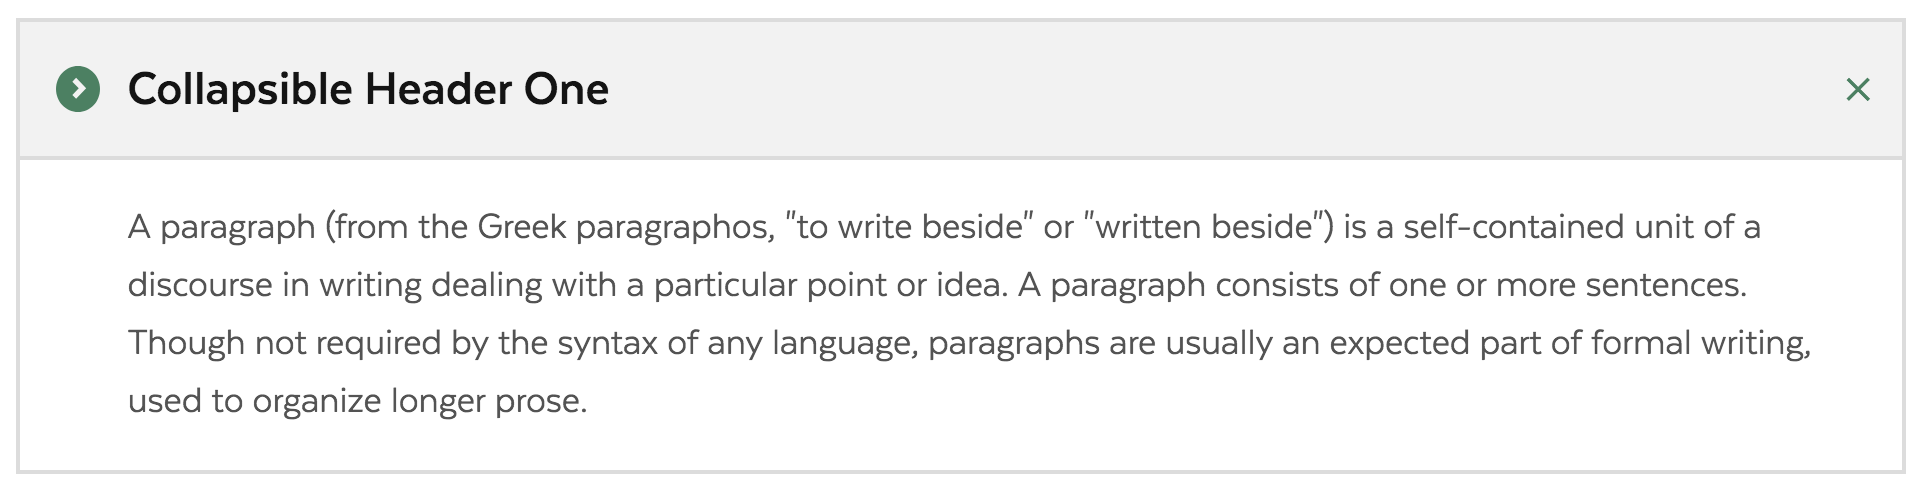 Collapsible Header One
A paragraph (from the Greek paragraphos, "to write beside" or "written beside") is a self-contained unit of a
discourse in writing dealing with a particular point or idea. A paragraph consists of one or more sentences.
Though not required by the syntax of any language, paragraphs are usually an expected part of formal writing,
used to organize longer prose.